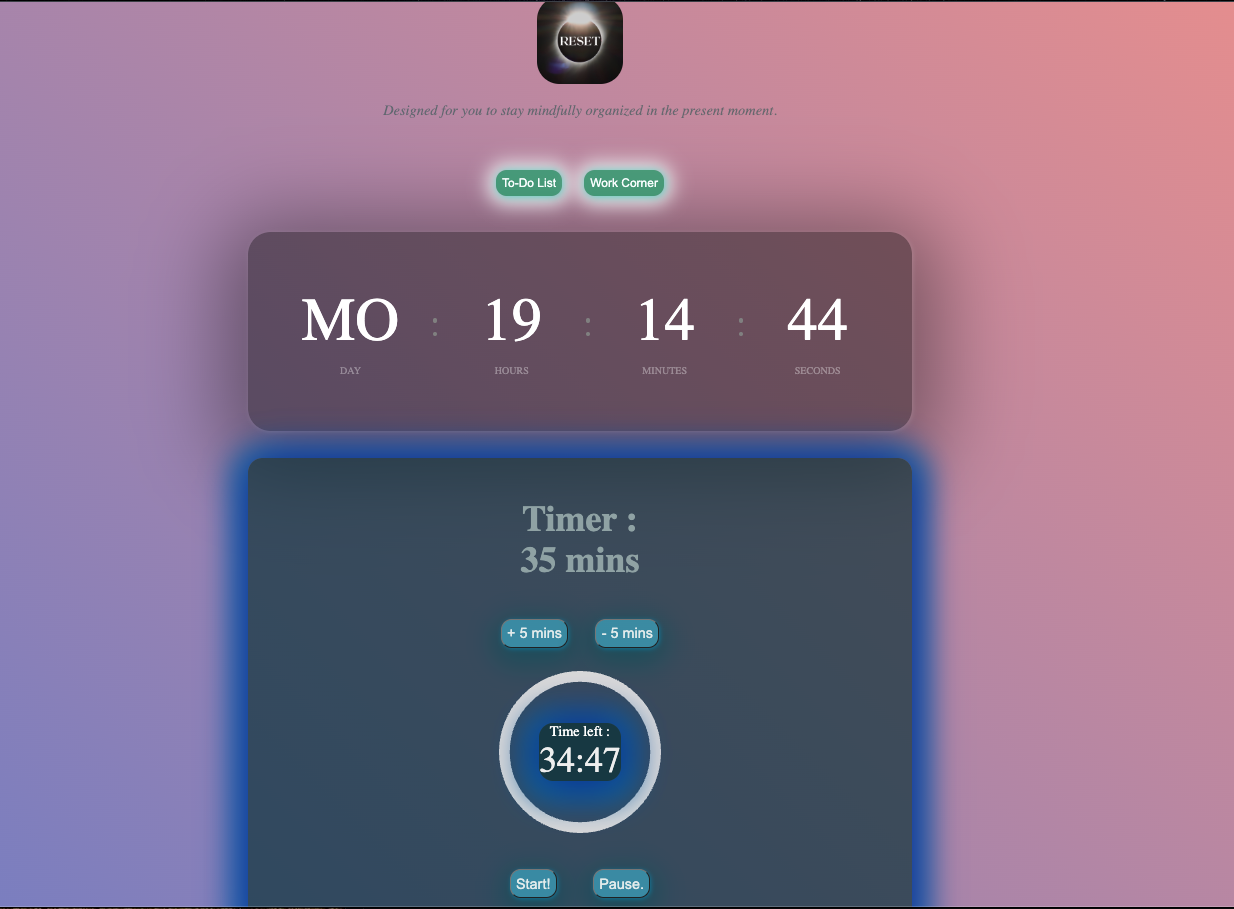 RESET
Designed for you to stay mindfully organized in the present moment.
To-Do List Work Corner
MO : 19 : 14 : 44
DAY HOURS MINUTES SECONDS
Timer :
35 mins
+ 5 mins - 5 mins
Time left :
34:47
Start! Pause.